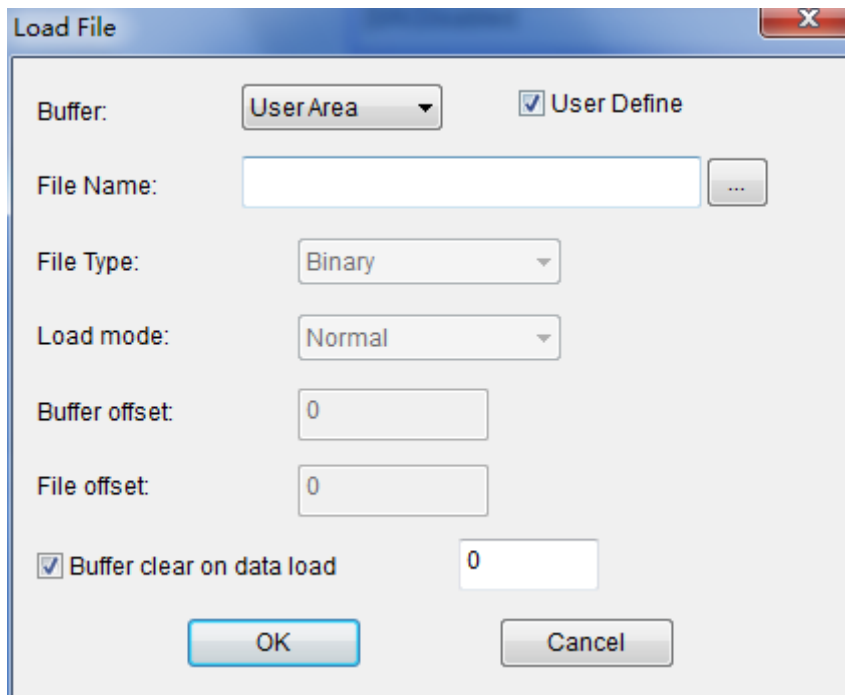 Load File
Buffer: User Area User Define
File Name: ...
File Type: Binary
Load mode: Normal
Buffer offset: 0
File offset: 0
Buffer clear on data load 0
OK Cancel